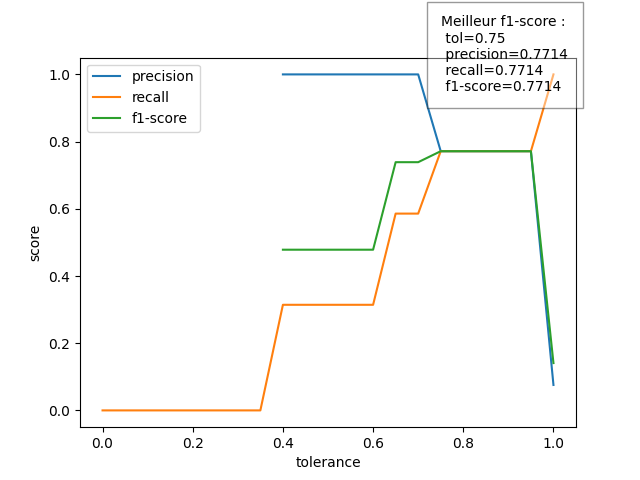 Meilleur f1-score :
tol=0.75
precision=0.7714
recall=0.7714
f1-score=0.7714
precision
recall
f1-score
1.0
0.8
0.6
0.4
0.2
0.0
score
0.0 0.2 0.4 0.6 0.8 1.0
tolerance